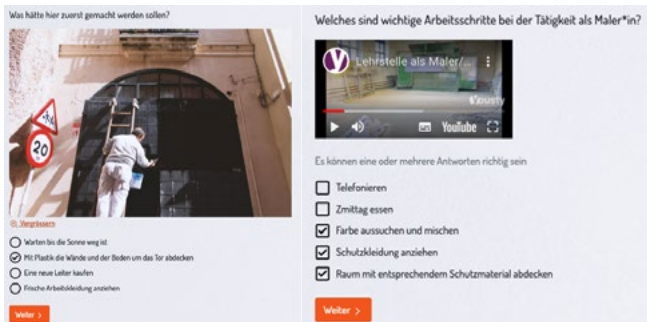 Was hätte hier zuerst gemacht werden sollen?
20
Vergrössern
Warten bis die Sonne weg ist
Mit Plastik die Wände und der Boden um das Tor abdecken
Eine neue Leiter kaufen
Frische Arbeitskleidung anziehen
Weiter >
Welches sind wichtige Arbeitsschritte bei der Tätigkeit als Maler*in?
Lehrstelle als Maler/...
yousty
YouTube
Es können eine oder mehrere Antworten richtig sein
Telefonieren
Zmittag essen
Farbe aussuchen und mischen
Schutzkleidung anziehen
Raum mit entsprechendem Schutzmaterial abdecken
Weiter >